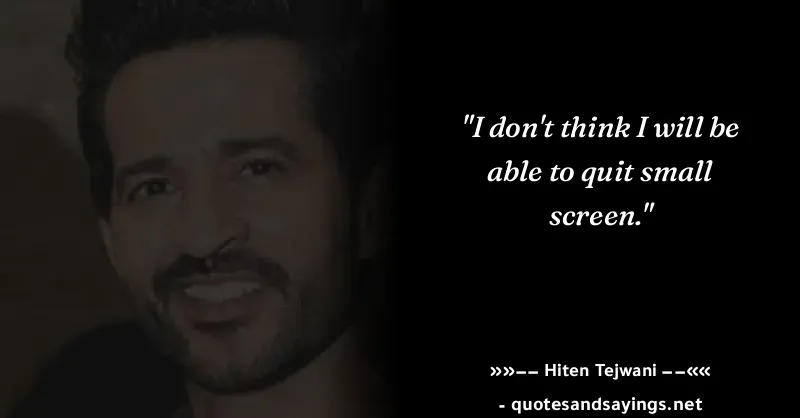 "I don't think I will be
able to quit small
screen."
»»−− Hiten Tejwani −−««
- quotesandsayings.net